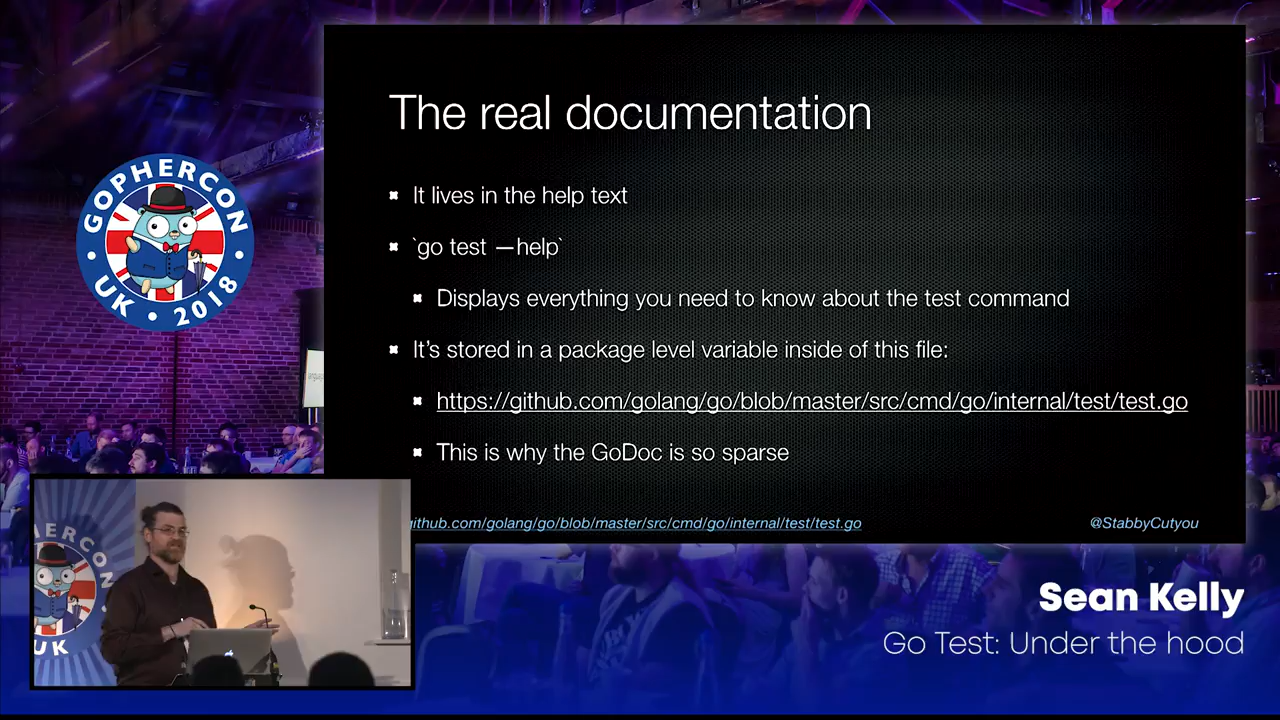 The real documentation
It lives in the help text
`go test —help`
Displays everything you need to know about the test command
It's stored in a package level variable inside of this file:
https://github.com/golang/go/blob/master/src/cmd/go/internal/test/test.go
This is why the GoDoc is so sparse
github.com/golang/go/blob/master/src/cmd/go/internal/test/test.go
@StabbyCutyou
GOPHERCON
UK • 2018
GOPHERCON
UK
Sean Kelly
Go Test: Under the hood